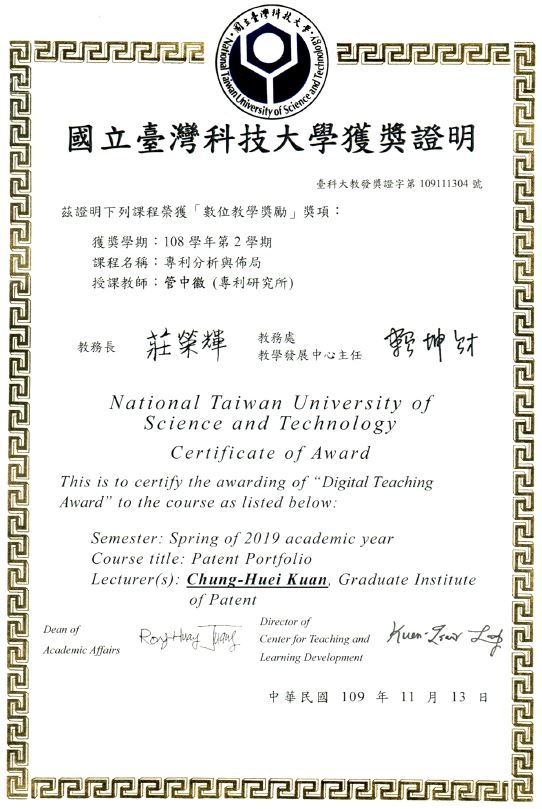 國立臺灣科技大學
National Taiwan University of Science and Technology
國立臺灣科技大學獲獎證明
臺科大教發獎證字第 109111304 號
茲證明下列課程榮獲「數位教學獎勵」獎項：
獲獎學期：108 學年第 2 學期
課程名稱：專利分析與佈局
授課教師：管中徽 (專利研究所)
教務長 莊榮輝 教務處
教學發展中心主任 賴坤財
National Taiwan University of
Science and Technology
Certificate of Award
This is to certify the awarding of “Digital Teaching
Award” to the course as listed below:
Semester: Spring of 2019 academic year
Course title: Patent Portfolio
Lecturer(s): Chung-Huei Kuan, Graduate Institute
of Patent
Dean of
Academic Affairs
Director of
Center for Teaching and
Learning Development
中華民國 109 年 11 月 13 日